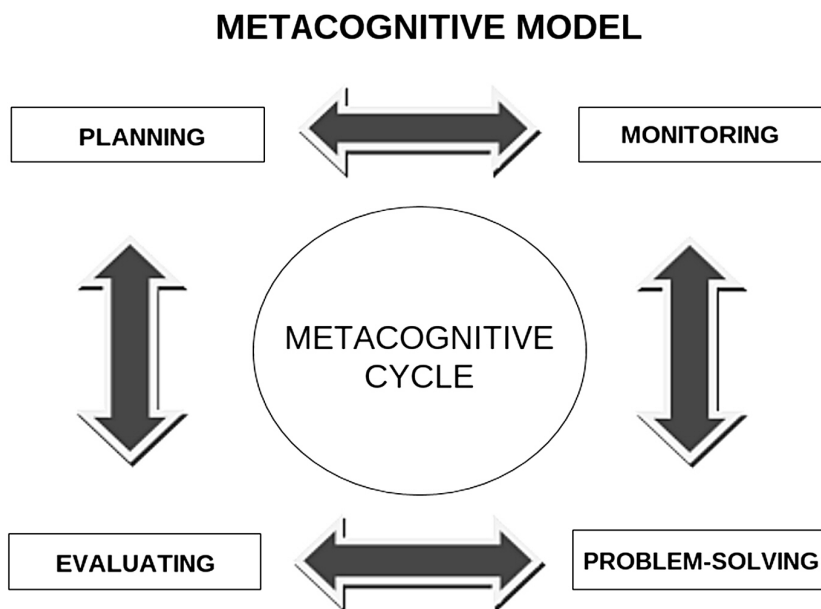 METACOGNITIVE MODEL
PLANNING
MONITORING
METACOGNITIVE
CYCLE
EVALUATING
PROBLEM-SOLVING